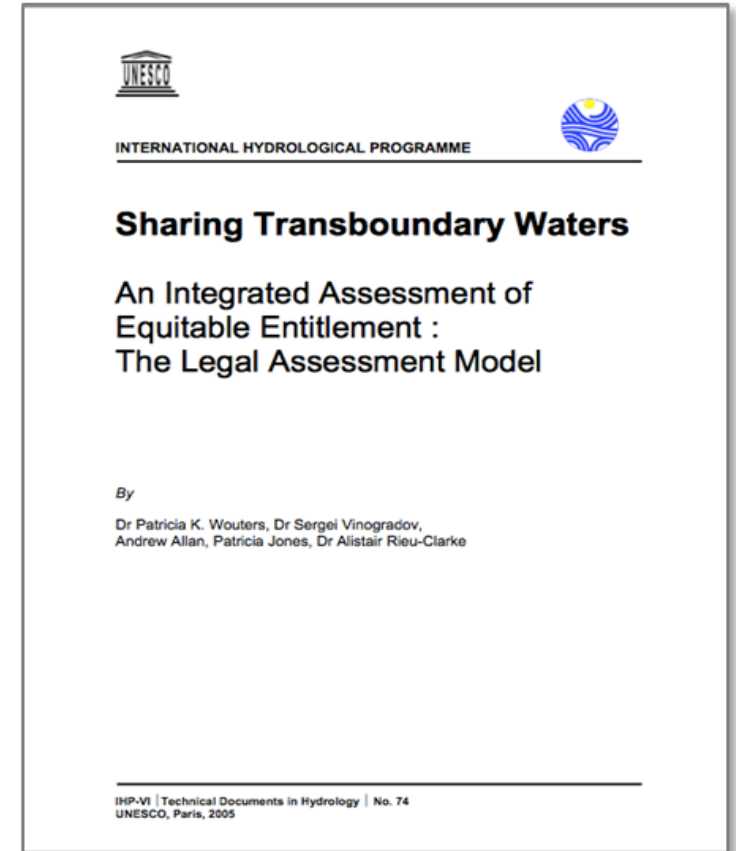 UNESCO
INTERNATIONAL HYDROLOGICAL PROGRAMME
Sharing Transboundary Waters
An Integrated Assessment of
Equitable Entitlement :
The Legal Assessment Model
By
Dr Patricia K. Wouters, Dr Sergei Vinogradov,
Andrew Allan, Patricia Jones, Dr Alistair Rieu-Clarke
IHP-VI | Technical Documents in Hydrology | No. 74
UNESCO, Paris, 2005